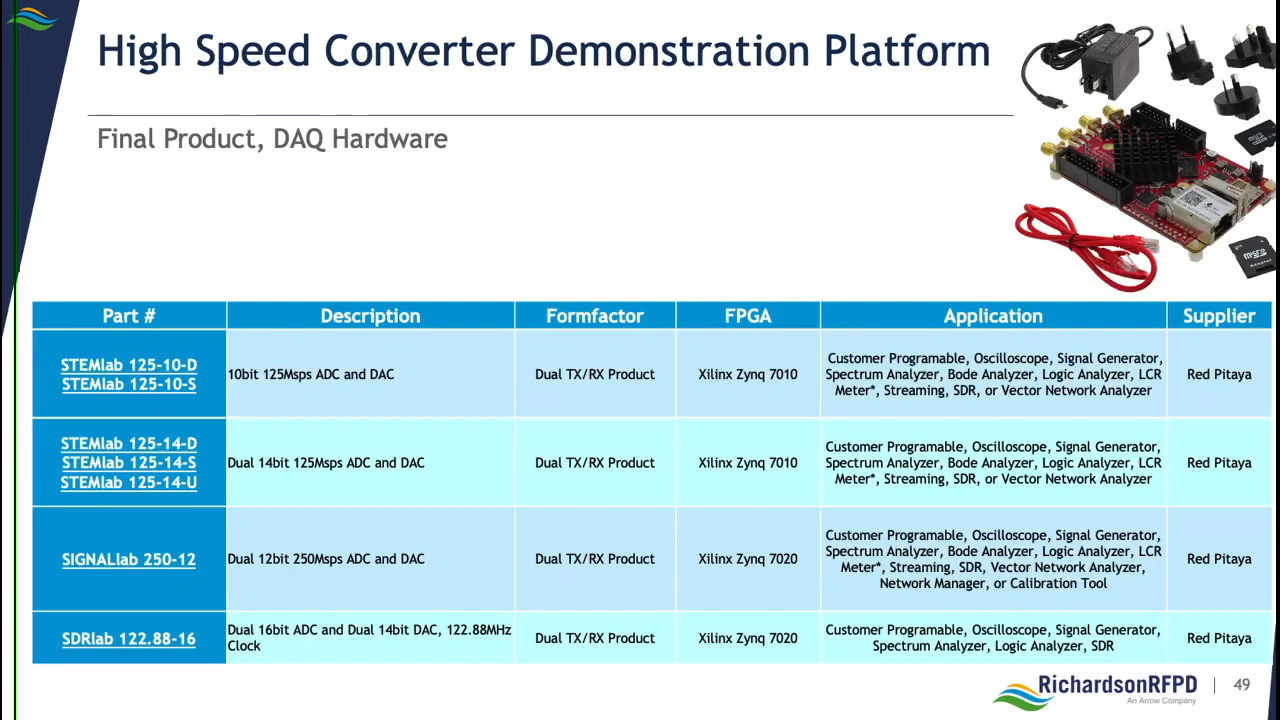 High Speed Converter Demonstration Platform
Final Product, DAQ Hardware
Part # Description Formfactor FPGA Application Supplier
STEMlab 125-10-D
STEMlab 125-10-S
10bit 125Msps ADC and DAC
Dual TX/RX Product
Xilinx Zynq 7010
Customer Programable, Oscilloscope, Signal Generator,
Spectrum Analyzer, Bode Analyzer, Logic Analyzer, LCR
Meter*, Streaming, SDR, or Vector Network Analyzer
Red Pitaya
STEMlab 125-14-D
STEMlab 125-14-S
STEMlab 125-14-U
Dual 14bit 125Msps ADC and DAC
Dual TX/RX Product
Xilinx Zynq 7010
Customer Programable, Oscilloscope, Signal Generator,
Spectrum Analyzer, Bode Analyzer, Logic Analyzer, LCR
Meter*, Streaming, SDR, or Vector Network Analyzer
Red Pitaya
SIGNALlab 250-12
Dual 12bit 250Msps ADC and DAC
Dual TX/RX Product
Xilinx Zynq 7020
Customer Programable, Oscilloscope, Signal Generator,
Spectrum Analyzer, Bode Analyzer, Logic Analyzer, LCR
Meter*, Streaming, SDR, Vector Network Analyzer,
Network Manager, or Calibration Tool
Red Pitaya
SDRlab 122.88-16
Dual 16bit ADC and Dual 14bit DAC, 122.88MHz
Clock
Dual TX/RX Product
Xilinx Zynq 7020
Customer Programable, Oscilloscope, Signal Generator,
Spectrum Analyzer, Logic Analyzer, SDR
Red Pitaya
RichardsonRFPD
An Arrow Company
49
micro
Adapter